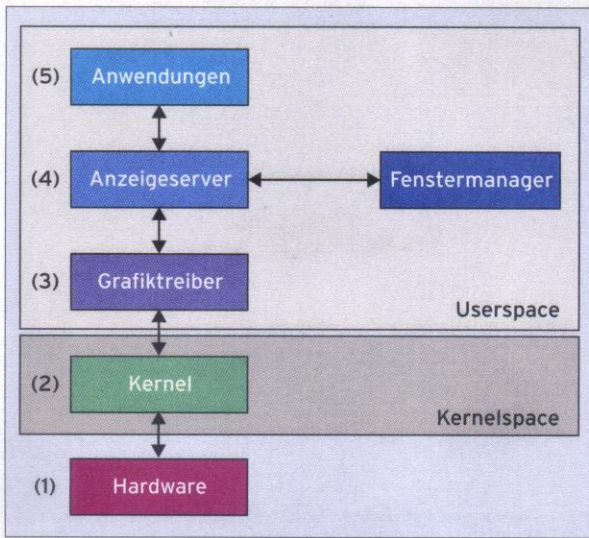 (5) Anwendungen
(4) Anzeigeserver Fenstermanager
(3) Grafiktreiber
Userspace
(2) Kernel
Kernelspace
(1) Hardware